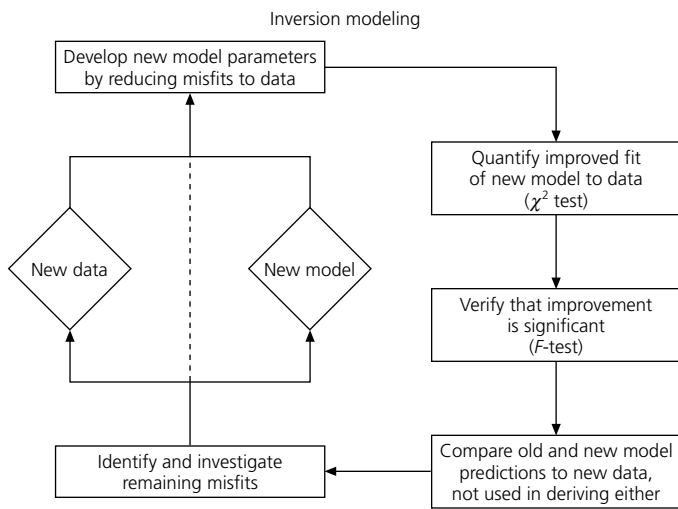 Inversion modeling
Develop new model parameters
by reducing misfits to data
Quantify improved fit
of new model to data
(χ² test)
New data
New model
Verify that improvement
is significant
(F-test)
Identify and investigate
remaining misfits
Compare old and new model
predictions to new data,
not used in deriving either